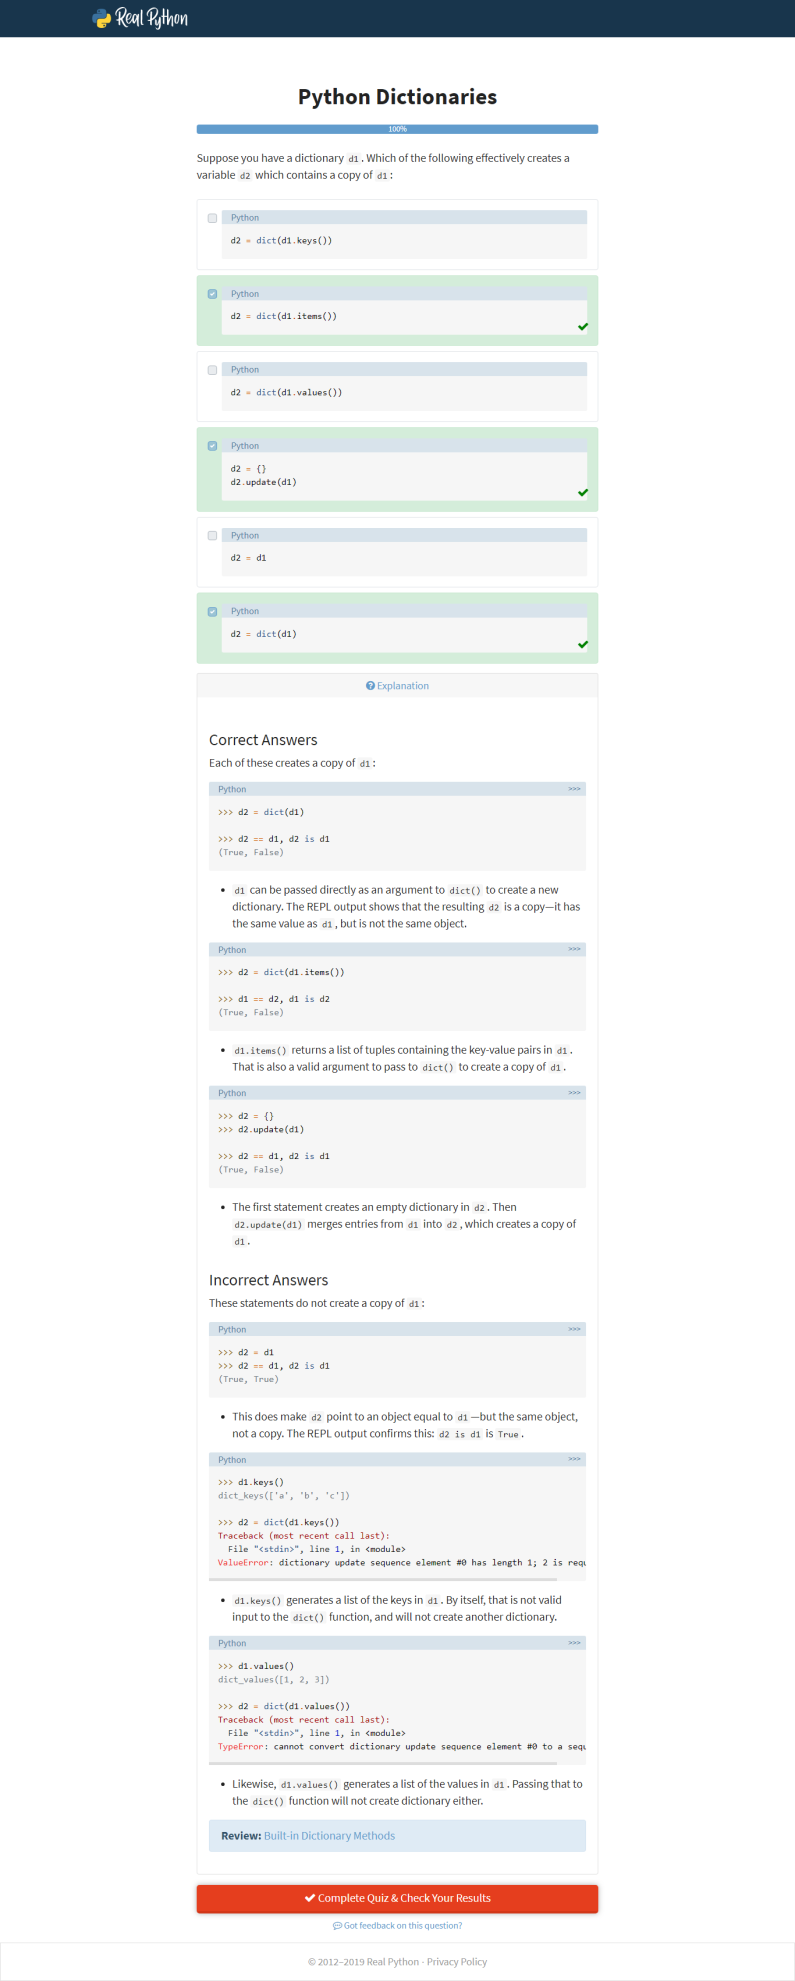 Real Python
Python Dictionaries
100%
Suppose you have a dictionary d1. Which of the following effectively creates a
variable d2 which contains a copy of d1:
Python
d2 = dict(d1.keys())
Python
d2 = dict(d1.items())
Python
d2 = dict(d1.values())
Python
d2 = {}
d2.update(d1)
Python
d2 = d1
Python
d2 = dict(d1)
Explanation
Correct Answers
Each of these creates a copy of d1:
Python >>>
>>> d2 = dict(d1)
>>> d2 == d1, d2 is d1
(True, False)
• d1 can be passed directly as an argument to dict() to create a new
dictionary. The REPL output shows that the resulting d2 is a copy—it has
the same value as d1, but is not the same object.
Python >>>
>>> d2 = dict(d1.items())
>>> d1 == d2, d1 is d2
(True, False)
• d1.items() returns a list of tuples containing the key-value pairs in d1.
That is also a valid argument to pass to dict() to create a copy of d1.
Python >>>
>>> d2 = {}
>>> d2.update(d1)
>>> d2 == d1, d2 is d1
(True, False)
• The first statement creates an empty dictionary in d2. Then
d2.update(d1) merges entries from d1 into d2, which creates a copy of
d1.
Incorrect Answers
These statements do not create a copy of d1:
Python >>>
>>> d2 = d1
>>> d2 == d1, d2 is d1
(True, True)
• This does make d2 point to an object equal to d1—but the same object,
not a copy. The REPL output confirms this: d2 is d1 is True.
Python >>>
>>> d1.keys()
dict_keys(['a', 'b', 'c'])
>>> d2 = dict(d1.keys())
Traceback (most recent call last):
File "<stdin>", line 1, in <module>
ValueError: dictionary update sequence element #0 has length 1; 2 is requ
• d1.keys() generates a list of the keys in d1. By itself, that is not valid
input to the dict() function, and will not create another dictionary.
Python >>>
>>> d1.values()
dict_values([1, 2, 3])
>>> d2 = dict(d1.values())
Traceback (most recent call last):
File "<stdin>", line 1, in <module>
TypeError: cannot convert dictionary update sequence element #0 to a sequ
• Likewise, d1.values() generates a list of the values in d1. Passing that to
the dict() function will not create dictionary either.
Review: Built-in Dictionary Methods
Complete Quiz & Check Your Results
Got feedback on this question?
© 2012–2019 Real Python · Privacy Policy